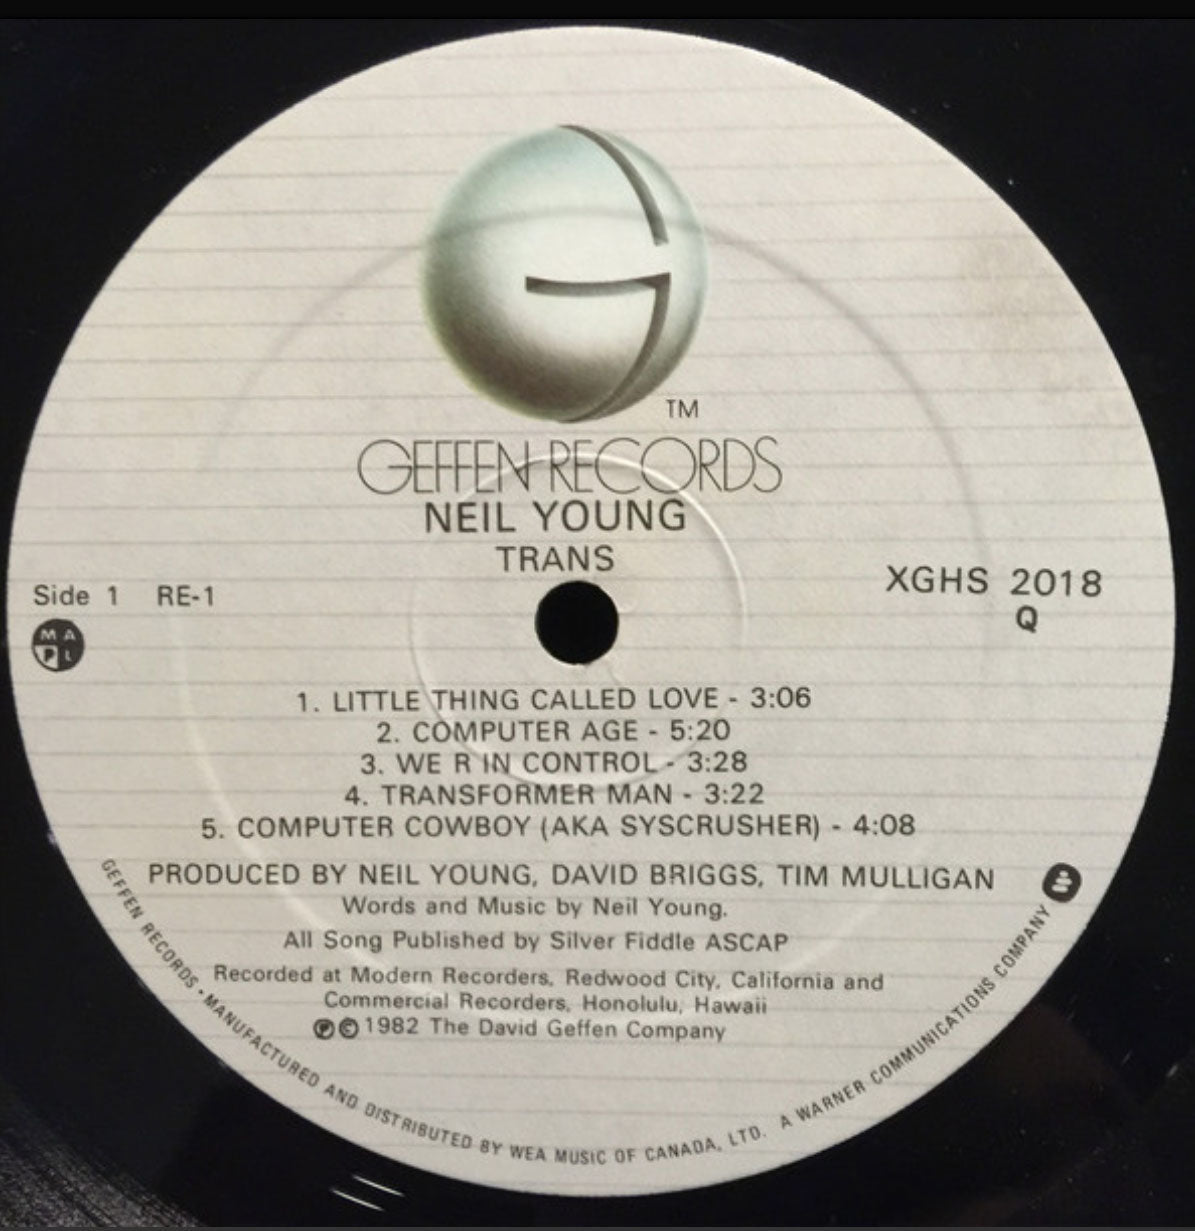 TM
GEFFEN RECORDS
NEIL YOUNG
TRANS
Side 1 RE-1
XGHS 2018
Q
MAPL
1. LITTLE THING CALLED LOVE - 3:06
2. COMPUTER AGE - 5:20
3. WE R IN CONTROL - 3:28
4. TRANSFORMER MAN - 3:22
5. COMPUTER COWBOY (AKA SYSCRUSHER) - 4:08
PRODUCED BY NEIL YOUNG, DAVID BRIGGS, TIM MULLIGAN
Words and Music by Neil Young.
All Song Published by Silver Fiddle ASCAP
Recorded at Modern Recorders, Redwood City, California and
Commercial Recorders, Honolulu, Hawaii
℗©1982 The David Geffen Company
GEFFEN RECORDS • MANUFACTURED AND DISTRIBUTED BY WEA MUSIC OF CANADA, LTD. A WARNER COMMUNICATIONS COMPANY